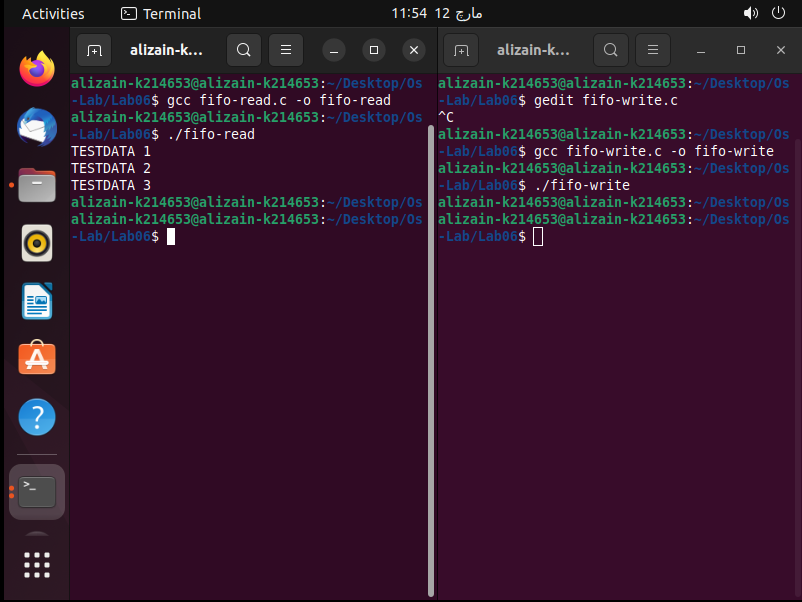 Activities
Terminal
11:54 12 مارچ
alizain-k...
alizain-k214653@alizain-k214653:~/Desktop/Os
-Lab/Lab06$ gcc fifo-read.c -o fifo-read
alizain-k214653@alizain-k214653:~/Desktop/Os
-Lab/Lab06$ ./fifo-read
TESTDATA 1
TESTDATA 2
TESTDATA 3
alizain-k214653@alizain-k214653:~/Desktop/Os
alizain-k214653@alizain-k214653:~/Desktop/Os
-Lab/Lab06$
alizain-k...
alizain-k214653@alizain-k214653:~/Desktop/Os
-Lab/Lab06$ gedit fifo-write.c
^C
alizain-k214653@alizain-k214653:~/Desktop/Os
-Lab/Lab06$ gcc fifo-write.c -o fifo-write
alizain-k214653@alizain-k214653:~/Desktop/Os
-Lab/Lab06$ ./fifo-write
alizain-k214653@alizain-k214653:~/Desktop/Os
alizain-k214653@alizain-k214653:~/Desktop/Os
-Lab/Lab06$